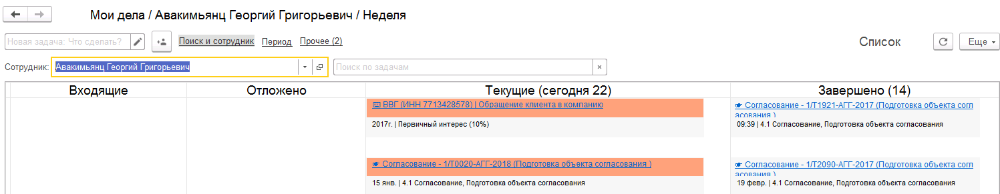 Мои дела / Авакимьянц Георгий Григорьевич / Неделя
Новая задача: Что сделать? Поиск и сотрудник Период Прочее (2) Список Еще
Сотрудник: Авакимьянц Георгий Григорьевич Поиск по задачам
Входящие Отложено Текущие (сегодня 22) Завершено (14)
ВВГ (ИНН 7713428578) | Обращение клиента в компанию
2017г. | Первичный интерес (10%)
Согласование - 1/Т1921-АГГ-2017 (Подготовка объекта согл
асования )
09:39 | 4.1 Согласование, Подготовка объекта согласования
Согласование - 1/Т0020-АГГ-2018 (Подготовка объекта согласования )
15 янв. | 4.1 Согласование, Подготовка объекта согласования
Согласование - 1/Т2090-АГГ-2017 (Подготовка объекта согл
асования )
19 февр. | 4.1 Согласование, Подготовка объекта согласования